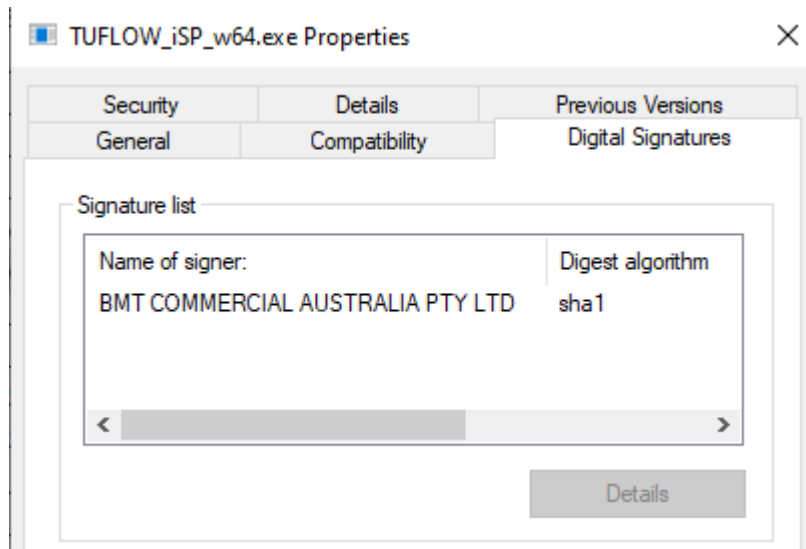 TUFLOW_iSP_w64.exe Properties
Security Details Previous Versions
General Compatibility Digital Signatures
Signature list
Name of signer: Digest algorithm
BMT COMMERCIAL AUSTRALIA PTY LTD sha1
Details